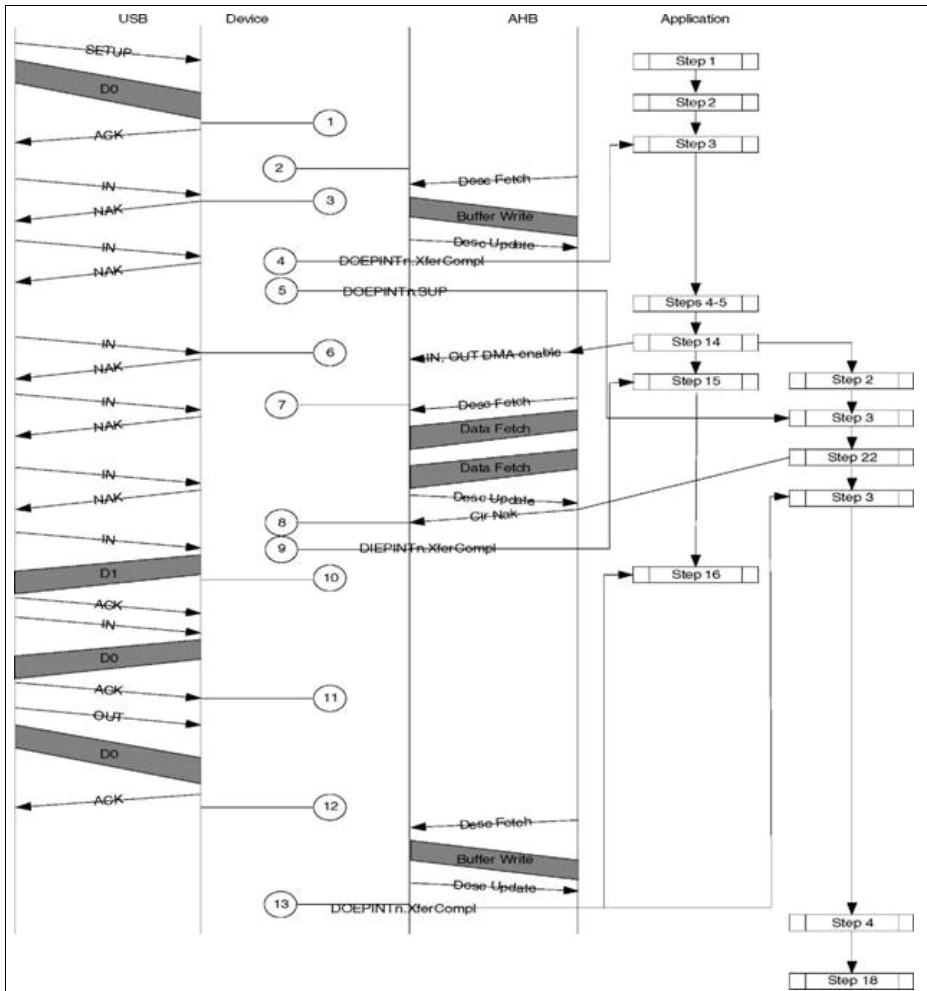 USB Device AHB Application
SETUP
Step 1
D0
Step 2
1
ACK
Step 3
2
Desc Fetch
IN
3
NAK
Buffer Write
IN
Desc Update
4
DOEPINTn.XferCompl
NAK
5
DOEPINTn.SUP
Steps 4-5
IN
6
IN, OUT DMA enable
Step 14
NAK
Step 15
Step 2
IN
7
Desc Fetch
Step 3
NAK
Data Fetch
Step 22
IN
Data Fetch
NAK
Desc Update
Step 3
Clr Nak
8
IN
9
DIEPINTn.XferCompl
D1
10
Step 16
ACK
IN
D0
ACK
11
OUT
D0
ACK
12
Desc Fetch
Buffer Write
Desc Update
13
DOEPINTn.XferCompl
Step 4
Step 18